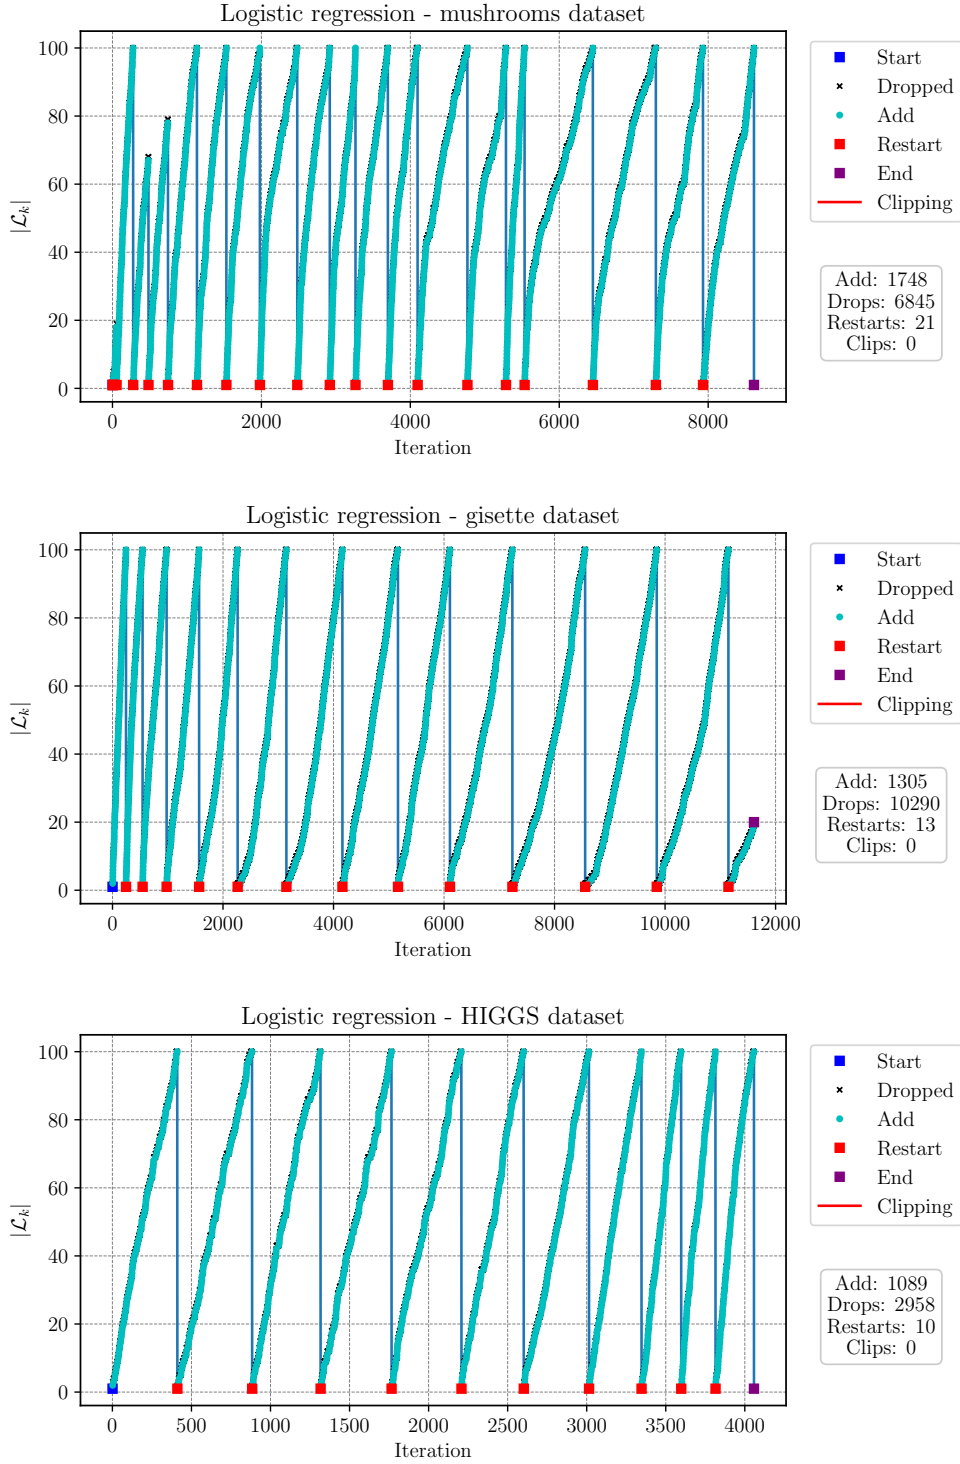 Logistic regression - mushrooms dataset
100
80
60
40
20
0
|ℒₖ|
0 2000 4000 6000 8000
Iteration
Start
Dropped
Add
Restart
End
Clipping
Add: 1748
Drops: 6845
Restarts: 21
Clips: 0
Logistic regression - gisette dataset
100
80
60
40
20
0
|ℒₖ|
0 2000 4000 6000 8000 10000 12000
Iteration
Start
Dropped
Add
Restart
End
Clipping
Add: 1305
Drops: 10290
Restarts: 13
Clips: 0
Logistic regression - HIGGS dataset
100
80
60
40
20
0
|ℒₖ|
0 500 1000 1500 2000 2500 3000 3500 4000
Iteration
Start
Dropped
Add
Restart
End
Clipping
Add: 1089
Drops: 2958
Restarts: 10
Clips: 0